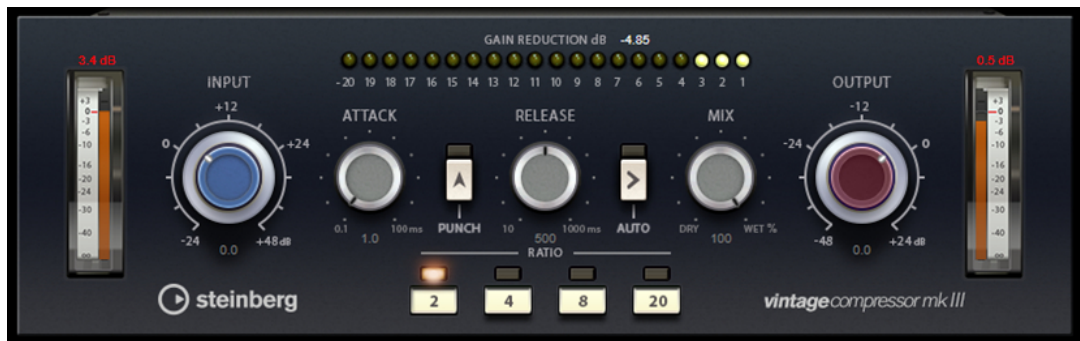 GAIN REDUCTION dB -4.85
3.4 dB
0.5 dB
-20 19 18 17 16 15 14 13 12 11 10 9 8 7 6 5 4 3 2 1
INPUT
OUTPUT
+12
-12
ATTACK
RELEASE
MIX
0
+24
-24
0
+3
0
-3
-6
-10
-16
-20
-24
-30
-40
∞
+3
0
-3
-6
-10
-16
-20
-24
-30
-40
∞
-24
+48 dB
0.0
0.1
100 ms
1.0
PUNCH
10
1000 ms
500
AUTO
DRY
WET %
100
-48
+24 dB
0.0
RATIO
2
4
8
20
steinberg
vintagecompressor mk III